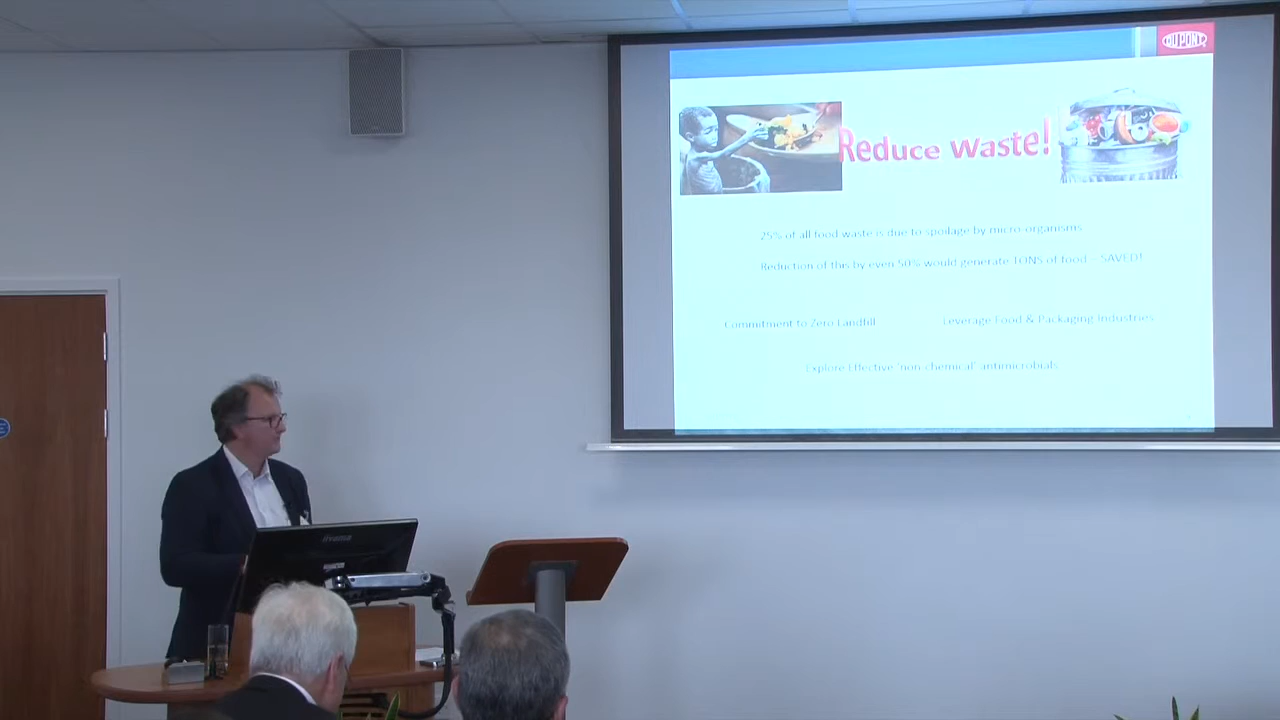 DU PONT
Reduce waste!
25% of all food waste is due to spoilage by micro-organisms
Reduction of this by even 50% would generate TONS of food – SAVED!
Commitment to Zero Landfill
Leverage Food & Packaging Industries
Explore Effective 'non chemical' antimicrobials
iiyama